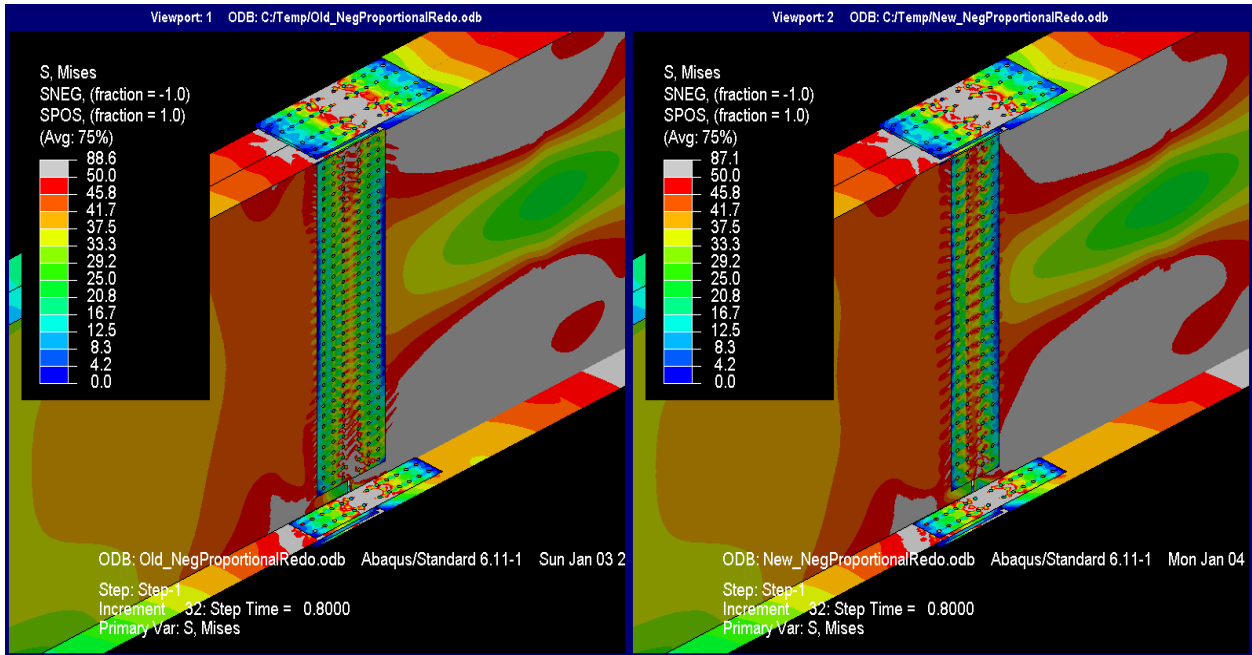 Viewport: 1 ODB: C:/Temp/Old_NegProportionalRedo.odb
S, Mises
SNEG, (fraction = -1.0)
SPOS, (fraction = 1.0)
(Avg: 75%)
88.6
50.0
45.8
41.7
37.5
33.3
29.2
25.0
20.8
16.7
12.5
8.3
4.2
0.0
ODB: Old_NegProportionalRedo.odb Abaqus/Standard 6.11-1 Sun Jan 03 2
Step: Step-1
Increment 32: Step Time = 0.8000
Primary Var: S, Mises
Viewport: 2 ODB: C:/Temp/New_NegProportionalRedo.odb
S, Mises
SNEG, (fraction = -1.0)
SPOS, (fraction = 1.0)
(Avg: 75%)
87.1
50.0
45.8
41.7
37.5
33.3
29.2
25.0
20.8
16.7
12.5
8.3
4.2
0.0
ODB: New_NegProportionalRedo.odb Abaqus/Standard 6.11-1 Mon Jan 04
Step: Step-1
Increment 32: Step Time = 0.8000
Primary Var: S, Mises